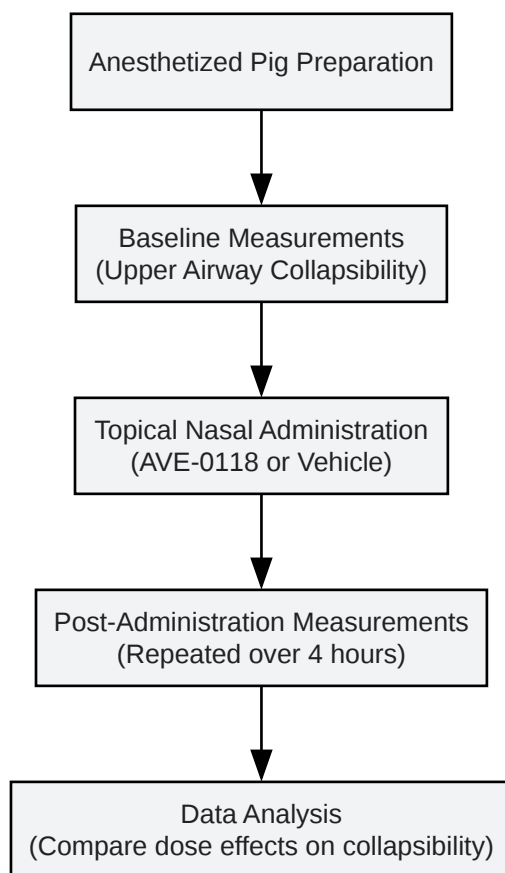 Anesthetized Pig Preparation
Baseline Measurements
(Upper Airway Collapsibility)
Topical Nasal Administration
(AVE-0118 or Vehicle)
Post-Administration Measurements
(Repeated over 4 hours)
Data Analysis
(Compare dose effects on collapsibility)